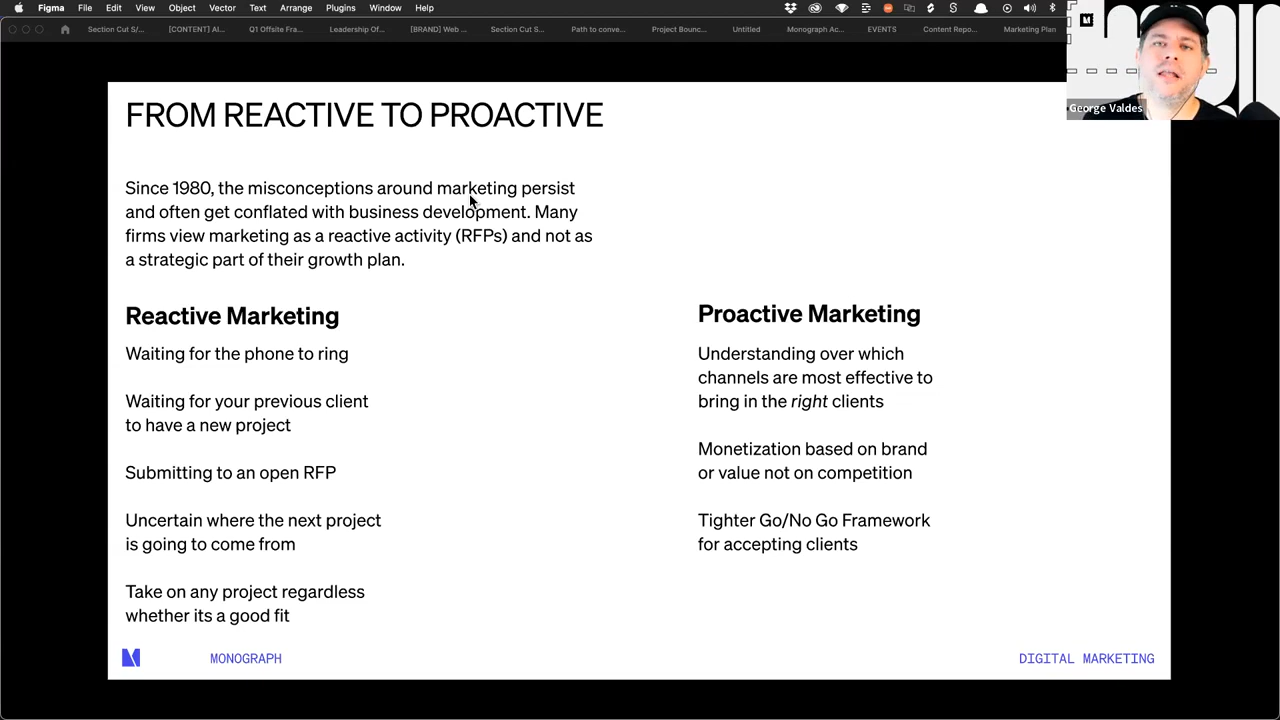 Figma File Edit View Object Vector Text Arrange Plugins Window Help
Section Cut S/... [CONTENT] AI... Q1 Offsite Fra... Leadership Of... [BRAND] Web ... Section Cut S... Path to conve... Project Bounc... Untitled Monograph Ac... EVENTS Content Repo... Marketing Plan
George Valdes
FROM REACTIVE TO PROACTIVE
Since 1980, the misconceptions around marketing persist
and often get conflated with business development. Many
firms view marketing as a reactive activity (RFPs) and not as
a strategic part of their growth plan.
Reactive Marketing
Waiting for the phone to ring
Waiting for your previous client
to have a new project
Submitting to an open RFP
Uncertain where the next project
is going to come from
Take on any project regardless
whether its a good fit
Proactive Marketing
Understanding over which
channels are most effective to
bring in the right clients
Monetization based on brand
or value not on competition
Tighter Go/No Go Framework
for accepting clients
MONOGRAPH
DIGITAL MARKETING